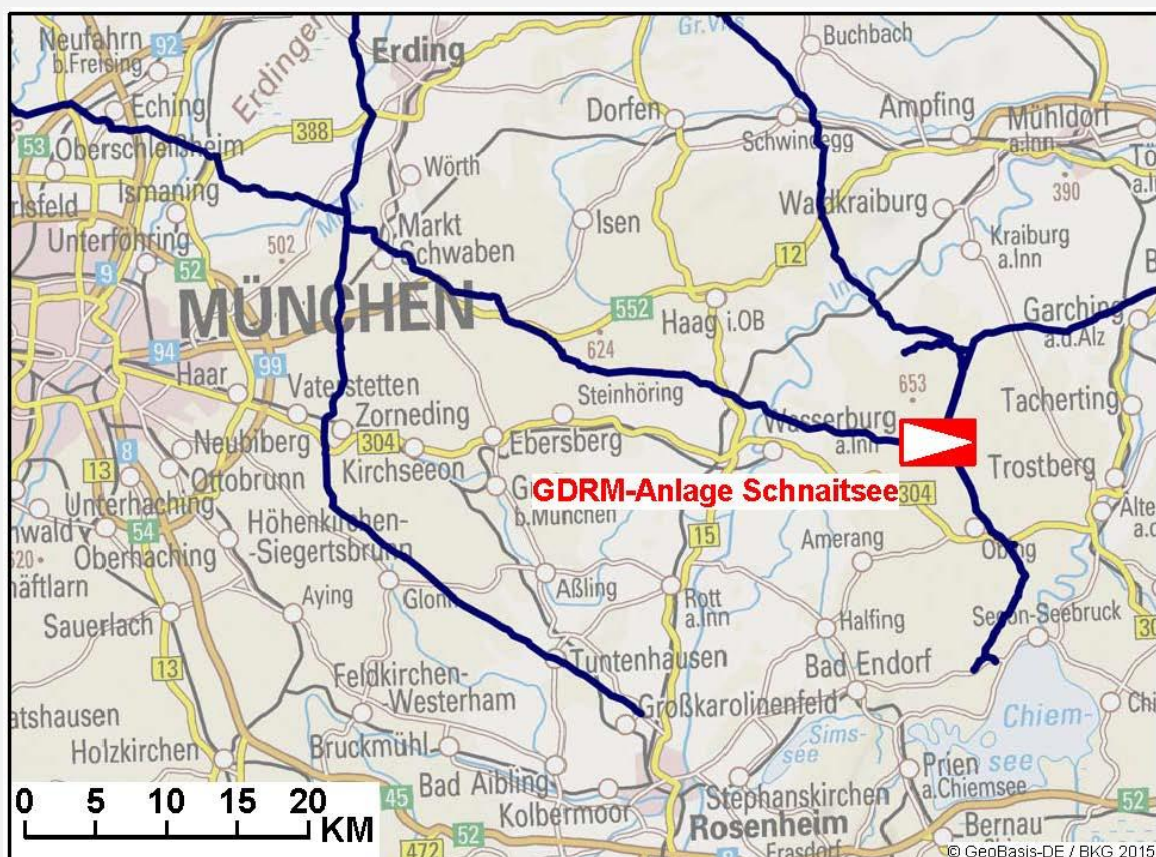 Neufahrn
b.Freising
92
Erding
Gr.Vils
Buchbach
Erdinger
Eching
388
Dorfen
Ampfing
Mühldorf
a.Inn
53
Oberschleißheim
Schwindegg
Wörth
390
Ismaning
Waldkraiburg
Isen
Markt
Schwaben
Unterföhring
502
Kraiburg
a.Inn
9
52
12
MÜNCHEN
552
Haag i.OB
Garching
a.d.Alz
94
99
624
Haar
Vaterstetten
Steinhöring
653
Zorneding
Wasserburg
a.Inn
Tacherting
304
Ebersberg
Neubiberg
Kirchseeon
8
13
Ottobrunn
GDRM-Anlage Schnaitsee
304
Trostberg
b.München
Unterhaching
Höhenkirchen-
-Siegertsbrunn
54
Oberhaching
15
Obing
Amerang
Aying
Glonn
Aßling
Rott
a.Inn
Halfing
Seeon-Seebruck
Sauerlach
Tuntenhausen
Bad Endorf
13
Feldkirchen-
Westerham
Großkarolinenfeld
Chiem-
see
Holzkirchen
Bruckmühl
Sims-
see
Prien
a.Chiemsee
Bad Aibling
Stephanskirchen
45
Kolbermoor
52
Rosenheim
Bernau
52
472
0 5 10 15 20
KM
© GeoBasis-DE / BKG 2015